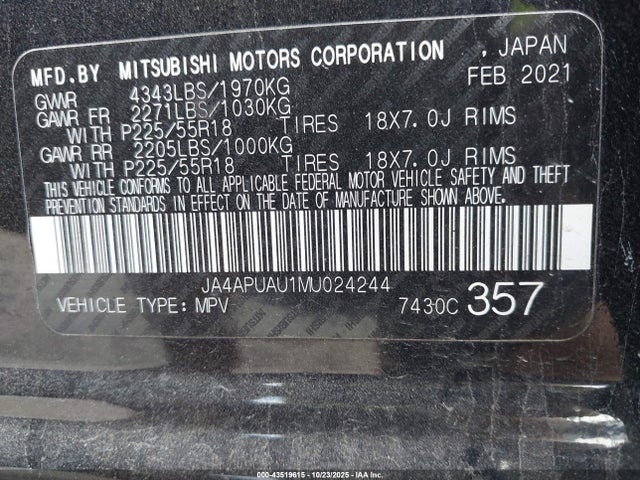 MFD.BY MITSUBISHI MOTORS CORPORATION , JAPAN
FEB 2021
GWR 4343LBS/1970KG
GAWR FR 2271LBS/1030KG
WITH P225/55R18 TIRES 18X7.0J RIMS
GAWR RR 2205LBS/1000KG
WITH P225/55R18 TIRES 18X7.0J RIMS
THIS VEHICLE CONFORMS TO ALL APPLICABLE FEDERAL MOTOR VEHICLE SAFETY AND THEFT
PREVENTION STANDARDS IN EFFECT ON THE DATE OF MANUFACTURE SHOWN ABOVE.
JA4APUAU1MU024244
VEHICLE TYPE: MPV 7430C 357
000-43519615 - 10/23/2025 - IAAI